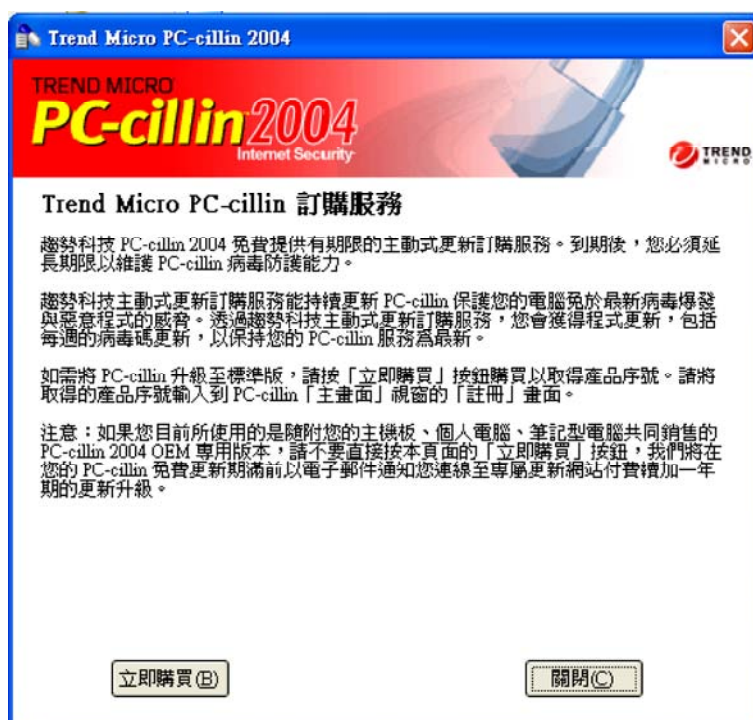 Trend Micro PC-cillin 2004
TREND MICRO
PC-cillin 2004
Internet Security
TREND
MICRO
Trend Micro PC-cillin 訂購服務
趨勢科技 PC-cillin 2004 免費提供有期限的主動式更新訂購服務。到期後，您必須延
長期限以維護 PC-cillin 病毒防護能力。
趨勢科技主動式更新訂購服務能持續更新 PC-cillin 保護您的電腦免於最新病毒爆發
與惡意程式的威脅。透過趨勢科技主動式更新訂購服務，您會獲得程式更新，包括
每週的病毒碼更新，以保持您的 PC-cillin 服務為最新。
如需將 PC-cillin 升級至標準版，請按「立即購買」按鈕購買以取得產品序號。請將
取得的產品序號輸入到 PC-cillin「主畫面」視窗的「註冊」畫面。
注意：如果您目前所使用的是隨附您的主機板、個人電腦、筆記型電腦共同銷售的
PC-cillin 2004 OEM 專用版本，請不要直接按本頁面的「立即購買」按鈕，我們將在
您的 PC-cillin 免費更新期滿前以電子郵件通知您連線至專屬更新網站付費續加一年
期的更新升級。
立即購買(B)
關閉(C)